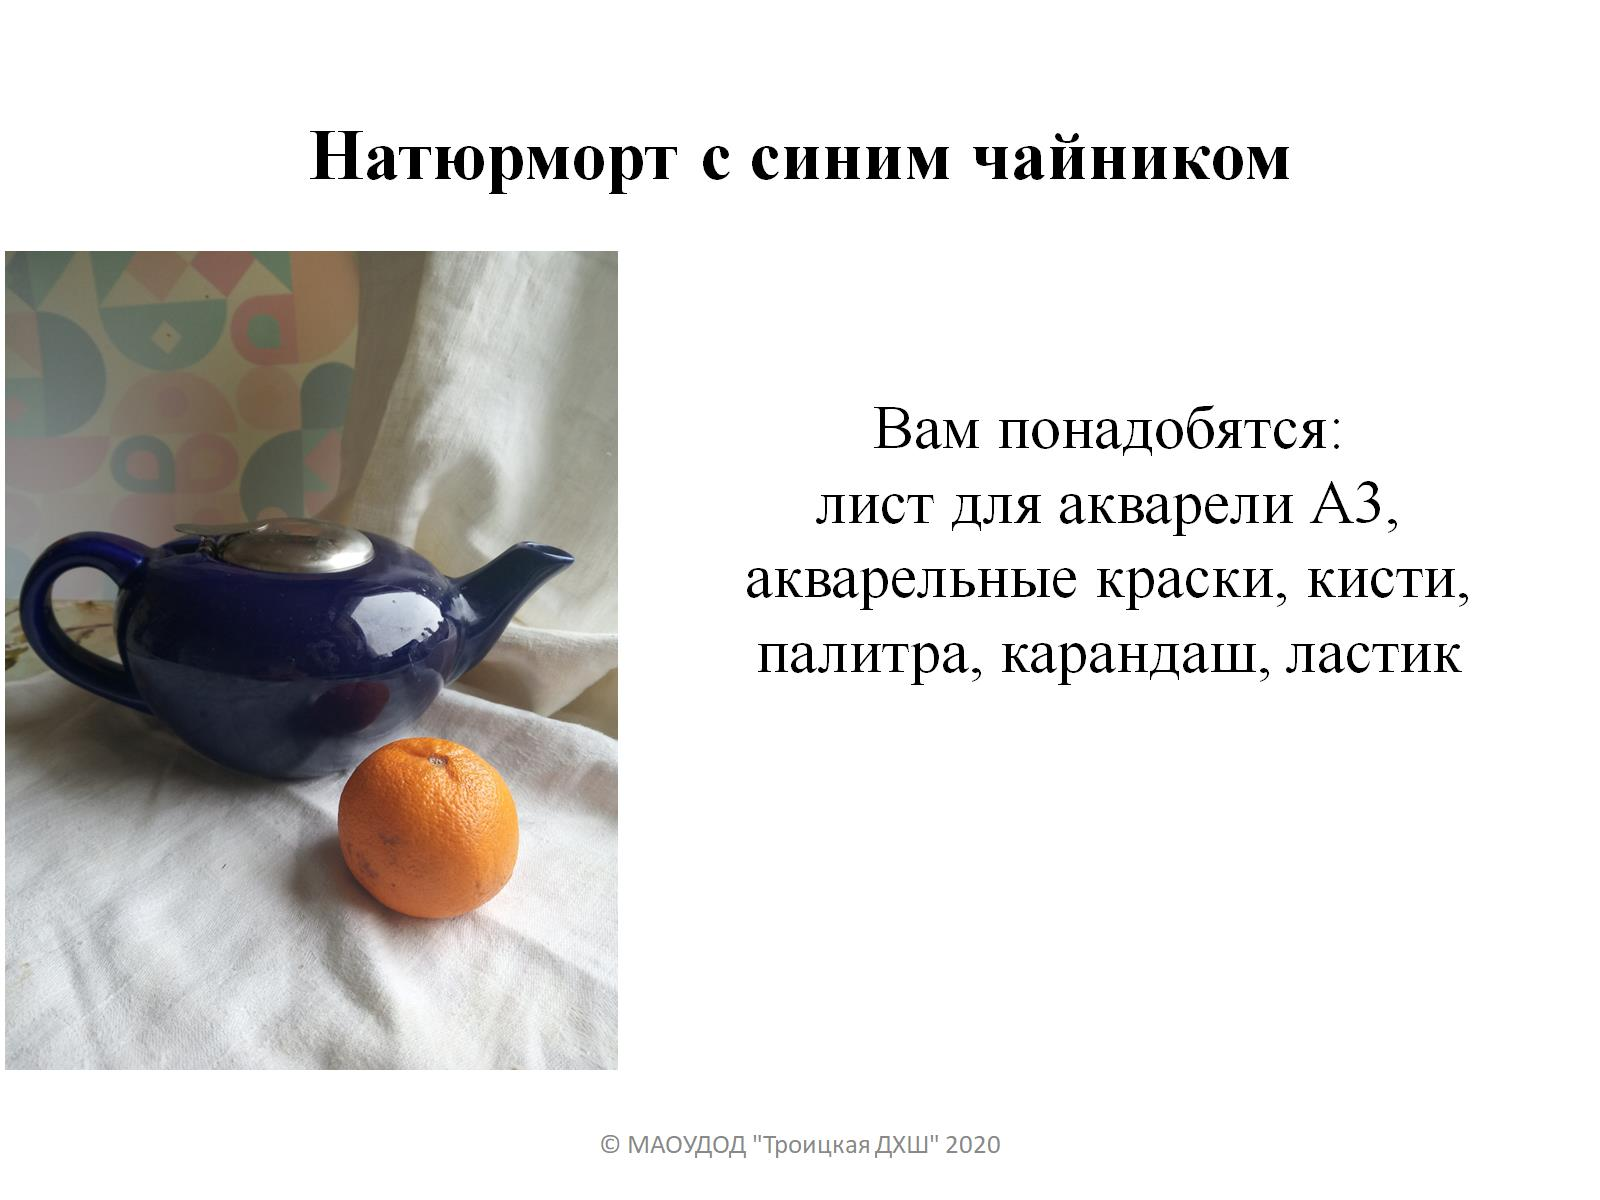 Натюрморт с синим чайником
Вам понадобятся:
лист для акварели А3,
акварельные краски, кисти,
палитра, карандаш, ластик
© МАОУДОД "Троицкая ДХШ" 2020